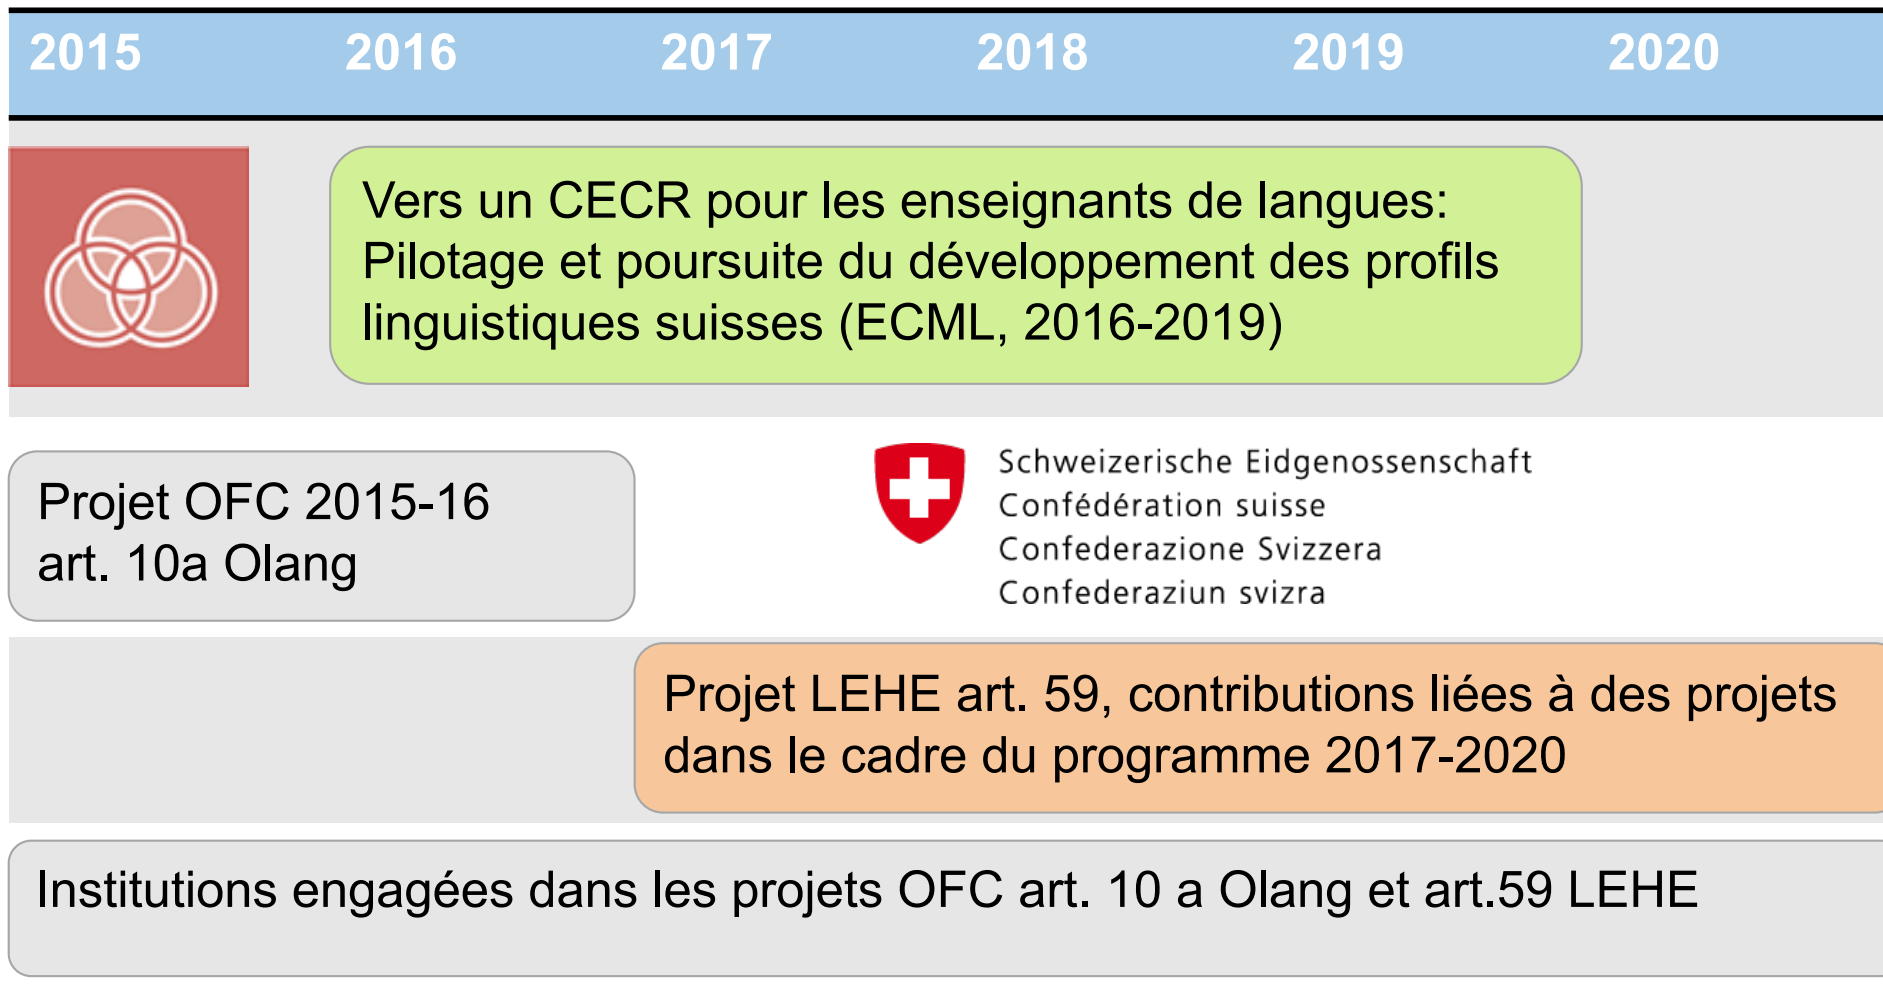 2015 2016 2017 2018 2019 2020
Vers un CECR pour les enseignants de langues:
Pilotage et poursuite du développement des profils
linguistiques suisses (ECML, 2016-2019)
Projet OFC 2015-16
art. 10a Olang
Schweizerische Eidgenossenschaft
Confédération suisse
Confederazione Svizzera
Confederaziun svizra
Projet LEHE art. 59, contributions liées à des projets
dans le cadre du programme 2017-2020
Institutions engagées dans les projets OFC art. 10 a Olang et art.59 LEHE